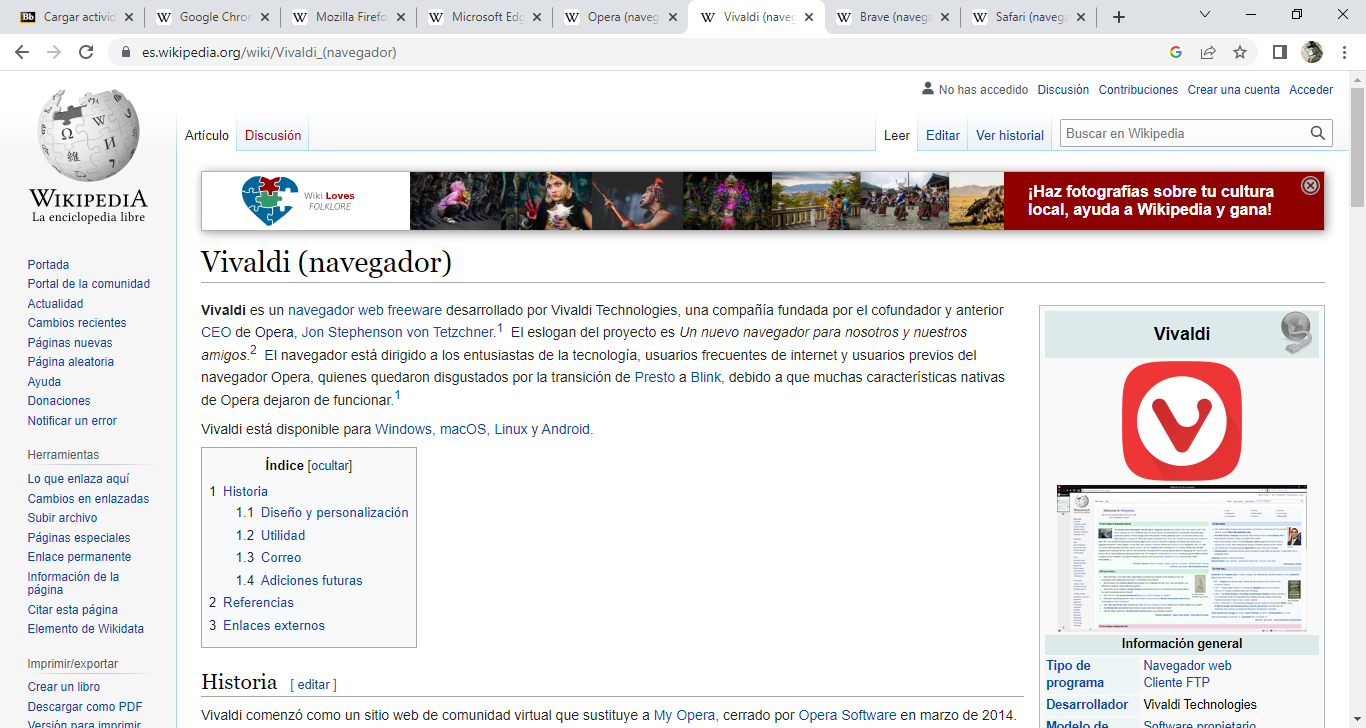 Bb Cargar activid
W Google Chron
W Mozilla Firefo
W Microsoft Edg
W Opera (naveg
W Vivaldi (naveg
W Brave (navega
W Safari (navega
es.wikipedia.org/wiki/Vivaldi_(navegador)
No has accedido Discusión Contribuciones Crear una cuenta Acceder
WIKIPEDIA
La enciclopedia libre
Artículo Discusión Leer Editar Ver historial Buscar en Wikipedia
Wiki Loves
FOLKLORE
¡Haz fotografías sobre tu cultura
local, ayuda a Wikipedia y gana!
Portada
Portal de la comunidad
Actualidad
Cambios recientes
Páginas nuevas
Página aleatoria
Ayuda
Donaciones
Notificar un error
Herramientas
Lo que enlaza aquí
Cambios en enlazadas
Subir archivo
Páginas especiales
Enlace permanente
Información de la
página
Citar esta página
Elemento de Wikidata
Imprimir/exportar
Crear un libro
Descargar como PDF
Versión para imprimir
Vivaldi (navegador)
Vivaldi es un navegador web freeware desarrollado por Vivaldi Technologies, una compañía fundada por el cofundador y anterior
CEO de Opera, Jon Stephenson von Tetzchner.1 El eslogan del proyecto es Un nuevo navegador para nosotros y nuestros
amigos.2 El navegador está dirigido a los entusiastas de la tecnología, usuarios frecuentes de internet y usuarios previos del
navegador Opera, quienes quedaron disgustados por la transición de Presto a Blink, debido a que muchas características nativas
de Opera dejaron de funcionar.1
Vivaldi está disponible para Windows, macOS, Linux y Android.
Índice [ocultar]
1 Historia
1.1 Diseño y personalización
1.2 Utilidad
1.3 Correo
1.4 Adiciones futuras
2 Referencias
3 Enlaces externos
Historia [ editar ]
Vivaldi comenzó como un sitio web de comunidad virtual que sustituye a My Opera, cerrado por Opera Software en marzo de 2014.
Vivaldi
Información general
Tipo de Navegador web
programa Cliente FTP
Desarrollador Vivaldi Technologies
Modelo de Software propietario